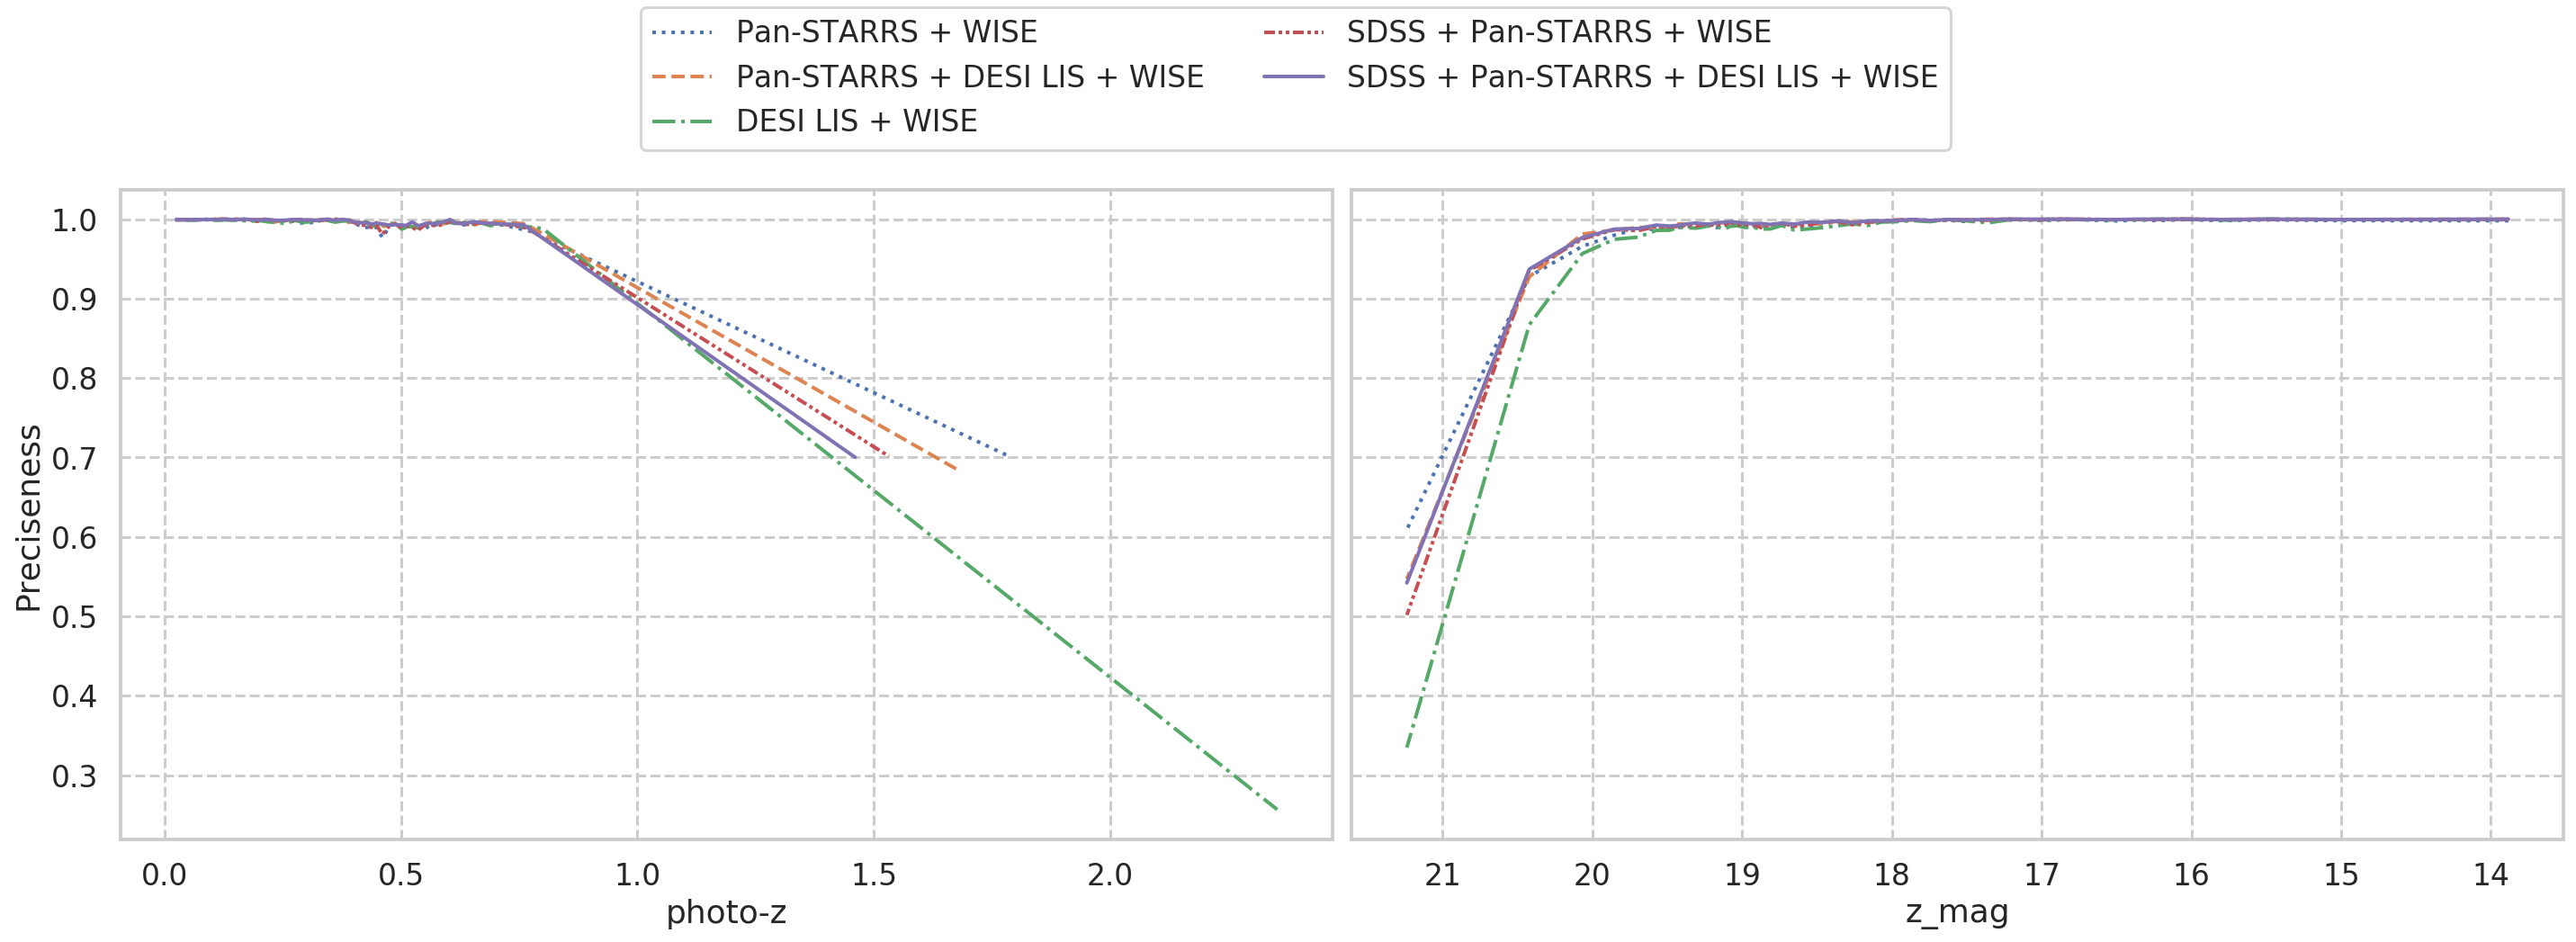 Pan-STARRS + WISE
Pan-STARRS + DESI LIS + WISE
DESI LIS + WISE
SDSS + Pan-STARRS + WISE
SDSS + Pan-STARRS + DESI LIS + WISE
Preciseness
1.0
0.9
0.8
0.7
0.6
0.5
0.4
0.3
0.0 0.5 1.0 1.5 2.0
photo-z
21 20 19 18 17 16 15 14
z_mag